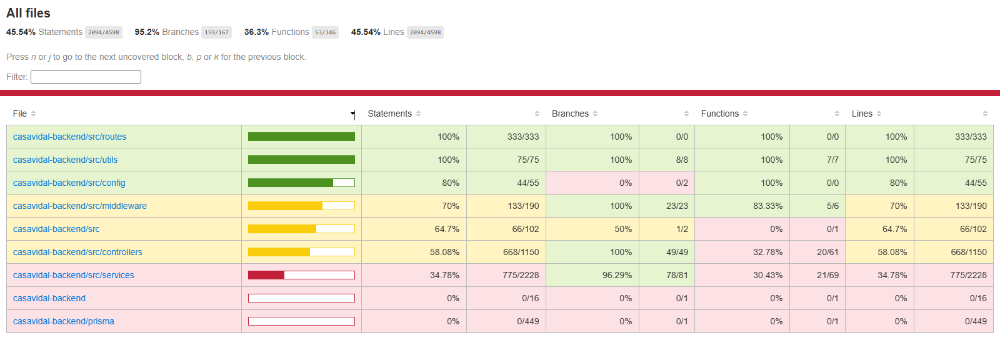 All files
45.54% Statements 2094/4598 95.2% Branches 159/167 36.3% Functions 53/146 45.54% Lines 2094/4598
Press n or j to go to the next uncovered block, b, p or k for the previous block.
Filter:
File Statements Branches Functions Lines
casavidal-backend/src/routes 100% 333/333 100% 0/0 100% 0/0 100% 333/333
casavidal-backend/src/utils 100% 75/75 100% 8/8 100% 7/7 100% 75/75
casavidal-backend/src/config 80% 44/55 0% 0/2 100% 0/0 80% 44/55
casavidal-backend/src/middleware 70% 133/190 100% 23/23 83.33% 5/6 70% 133/190
casavidal-backend/src 64.7% 66/102 50% 1/2 0% 0/1 64.7% 66/102
casavidal-backend/src/controllers 58.08% 668/1150 100% 49/49 32.78% 20/61 58.08% 668/1150
casavidal-backend/src/services 34.78% 775/2228 96.29% 78/81 30.43% 21/69 34.78% 775/2228
casavidal-backend 0% 0/16 0% 0/1 0% 0/1 0% 0/16
casavidal-backend/prisma 0% 0/449 0% 0/1 0% 0/1 0% 0/449